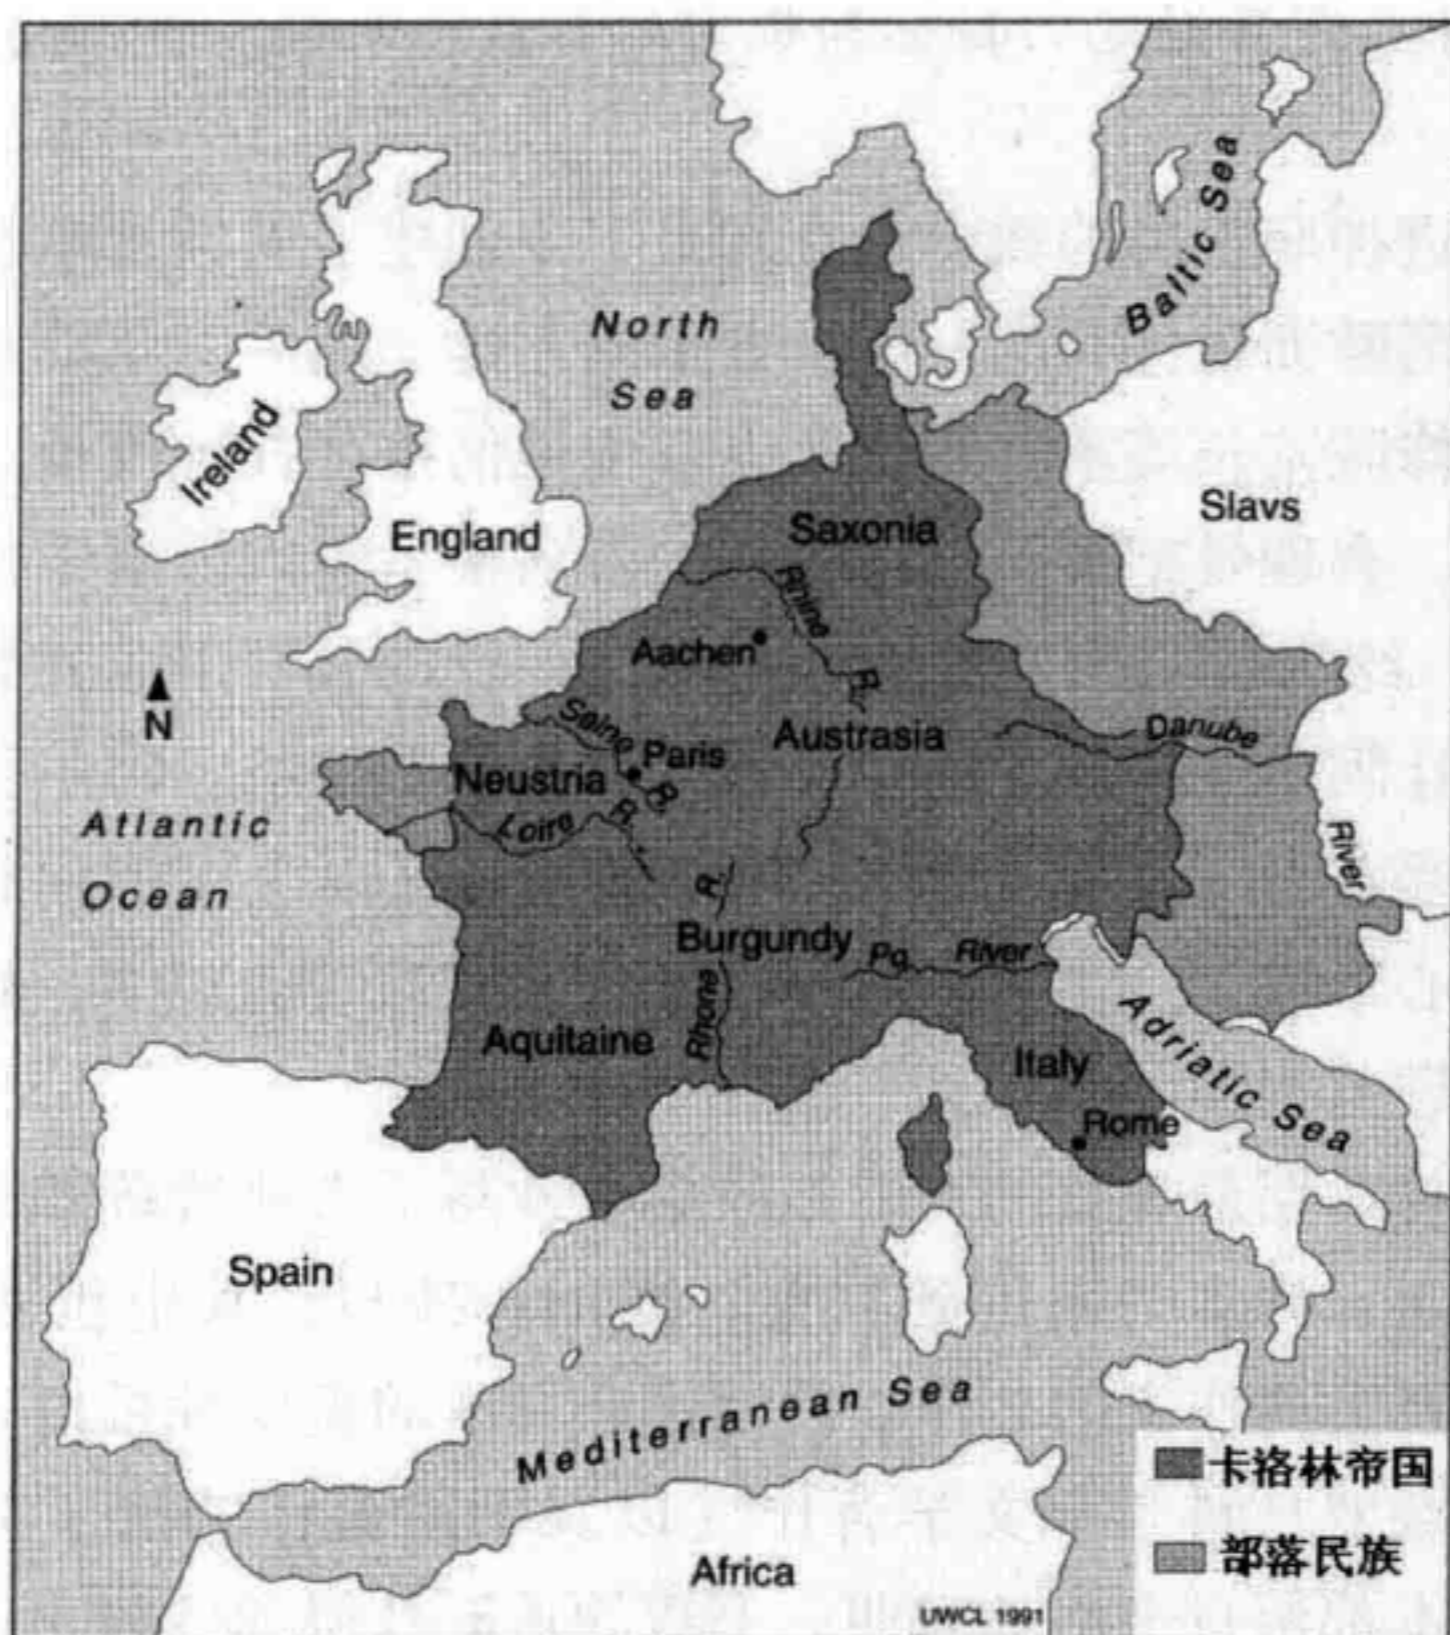 Baltic Sea
North
Sea
Ireland
England
Slavs
Saxonia
Rhine R.
Aachen
Seine R.
Paris
Austrasia
Danube River
Neustria
Loire R.
Atlantic
Ocean
N
Burgundy
Rhone R.
Po River
Aquitaine
Italy
Adriatic Sea
Rome
Spain
Mediterranean Sea
卡洛林帝国
部落民族
Africa
UWCL 1991